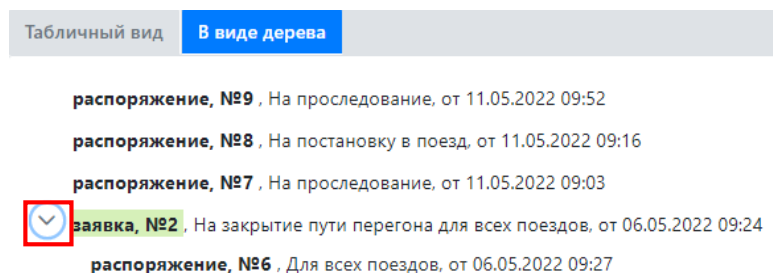 Табличный вид В виде дерева
распоряжение, №9 , На проследование, от 11.05.2022 09:52
распоряжение, №8 , На постановку в поезд, от 11.05.2022 09:16
распоряжение, №7 , На проследование, от 11.05.2022 09:03
заявка, №2 , На закрытие пути перегона для всех поездов, от 06.05.2022 09:24
распоряжение, №6 , Для всех поездов, от 06.05.2022 09:27